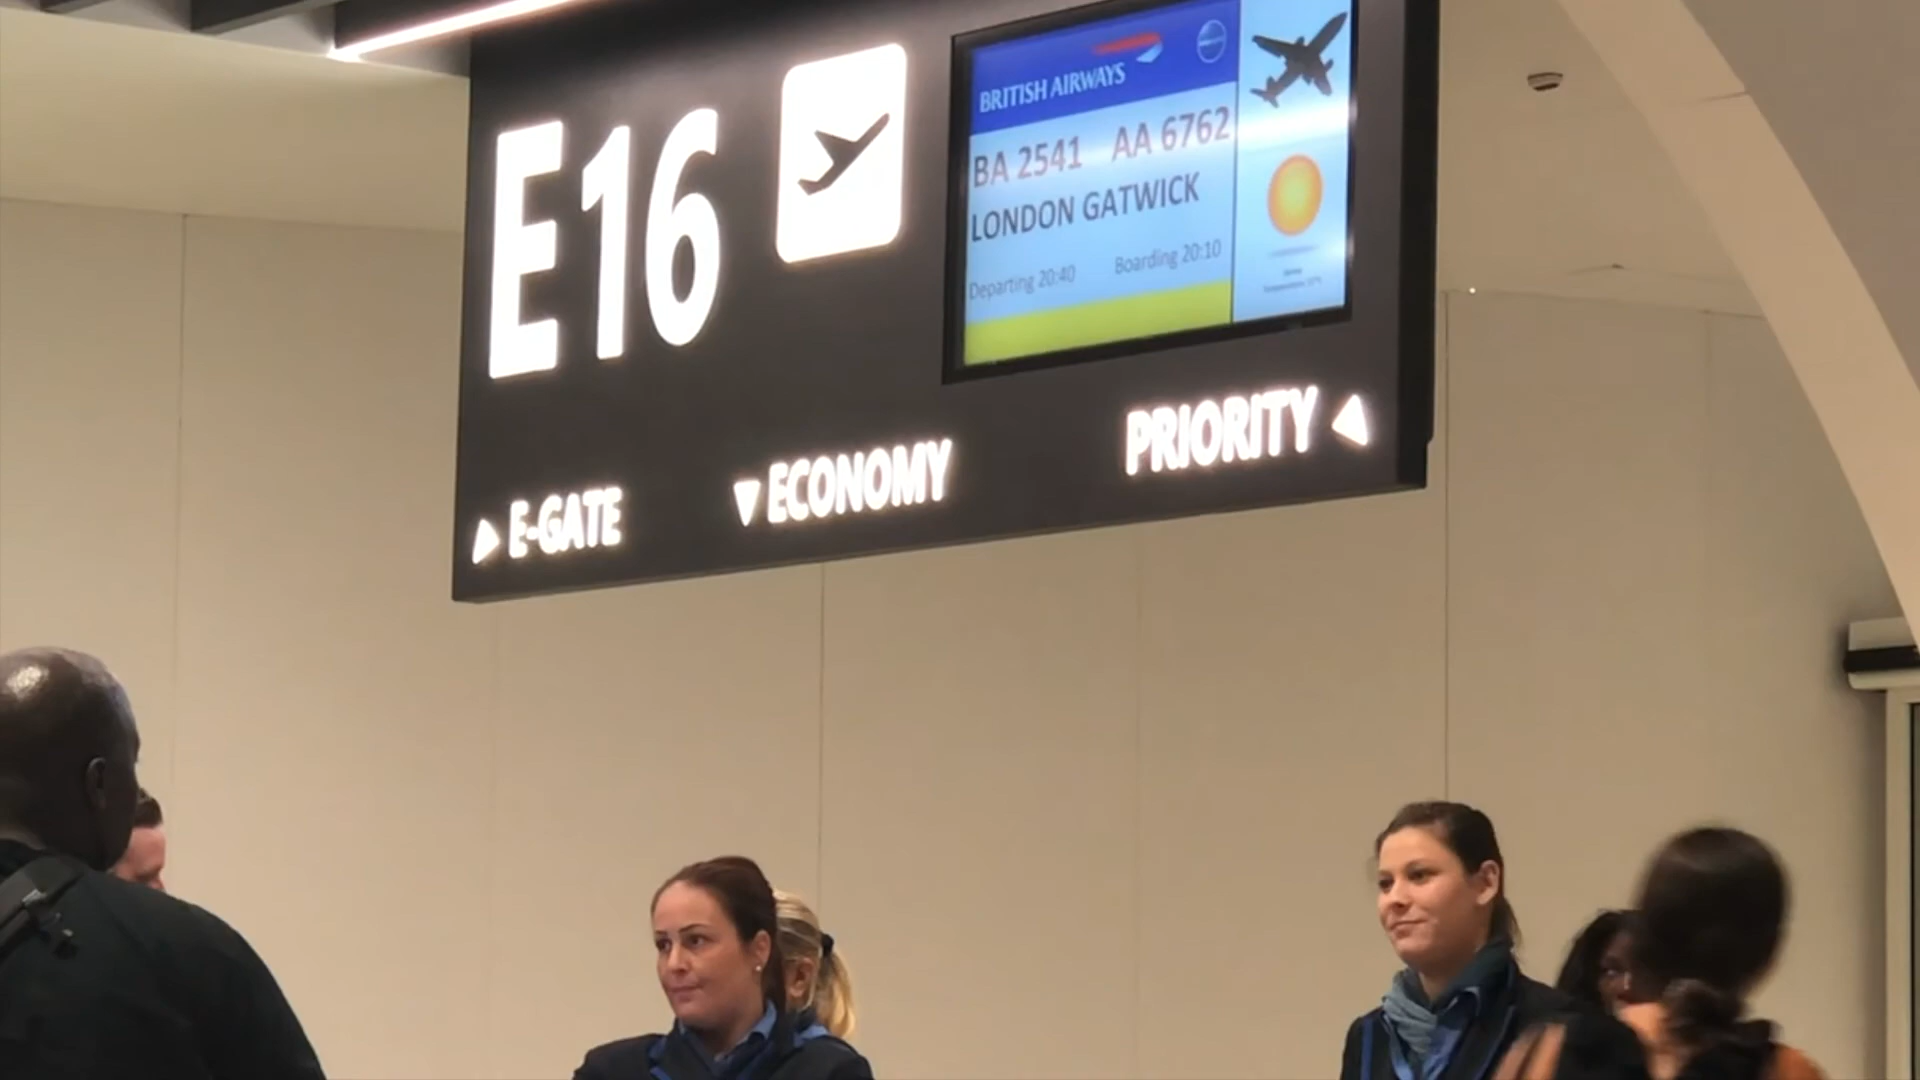 E16
BRITISH AIRWAYS
BA 2541 AA 6762
LONDON GATWICK
Departing 20:40 Boarding 20:10
E-GATE
ECONOMY
PRIORITY